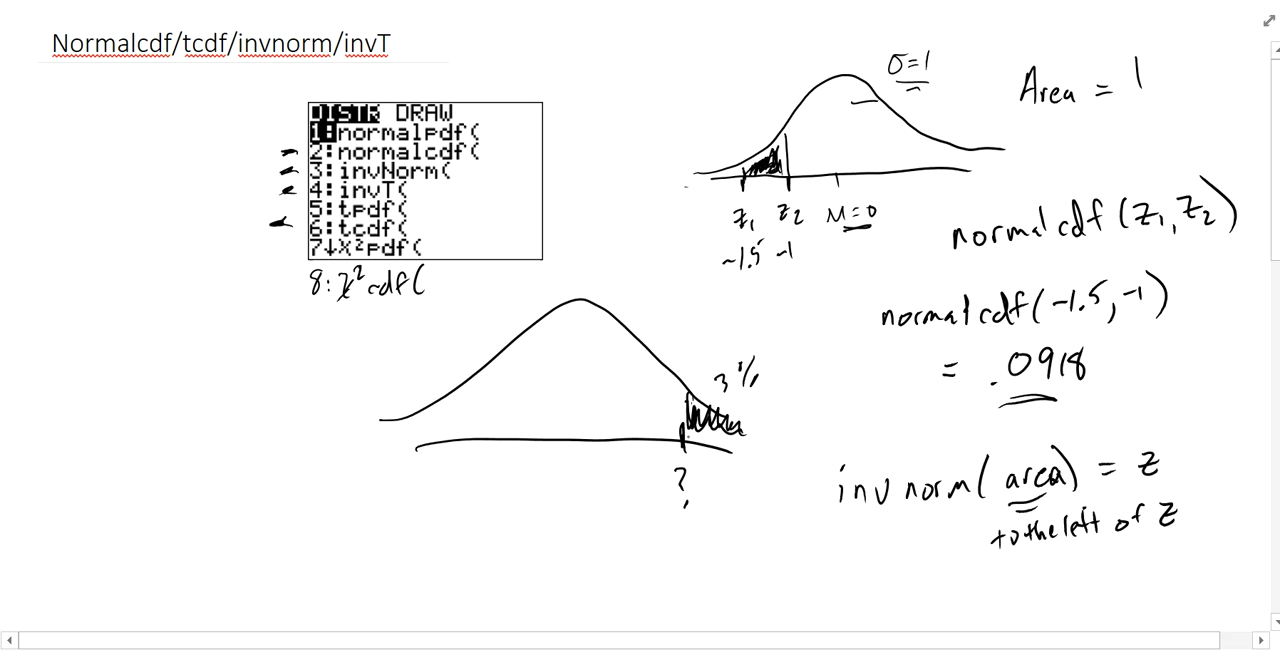 Normalcdf/tcdf/invnorm/invT
DISTR DRAW
1:normalpdf(
2:normalcdf(
3:invNorm(
4:invT(
5:tpdf(
6:tcdf(
7↓χ²pdf(
8:χ²cdf(
σ=1
Area = 1
z₁ z₂ μ=0
-1.5 -1
normalcdf(z₁,z₂)
normalcdf(-1.5,-1)
= .0918
3%
?
invnorm(area) = z
to the left of z